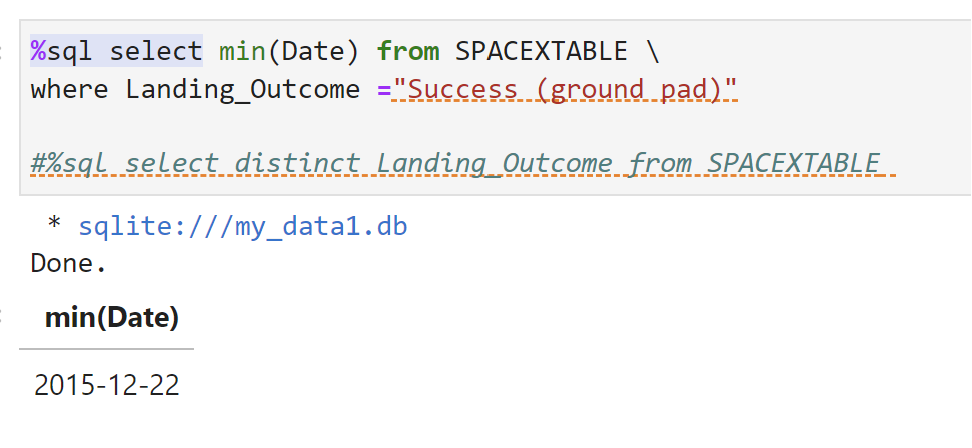 %sql select min(Date) from SPACEXTABLE \
where Landing_Outcome ="Success (ground pad)"
#%sql select distinct Landing_Outcome from SPACEXTABLE
* sqlite:///my_data1.db
Done.
min(Date)
2015-12-22